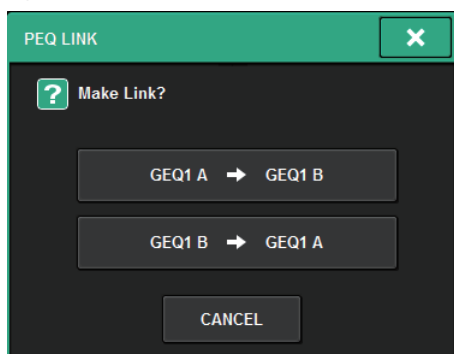 PEQ LINK
Make Link?
GEQ1 A → GEQ1 B
GEQ1 B → GEQ1 A
CANCEL